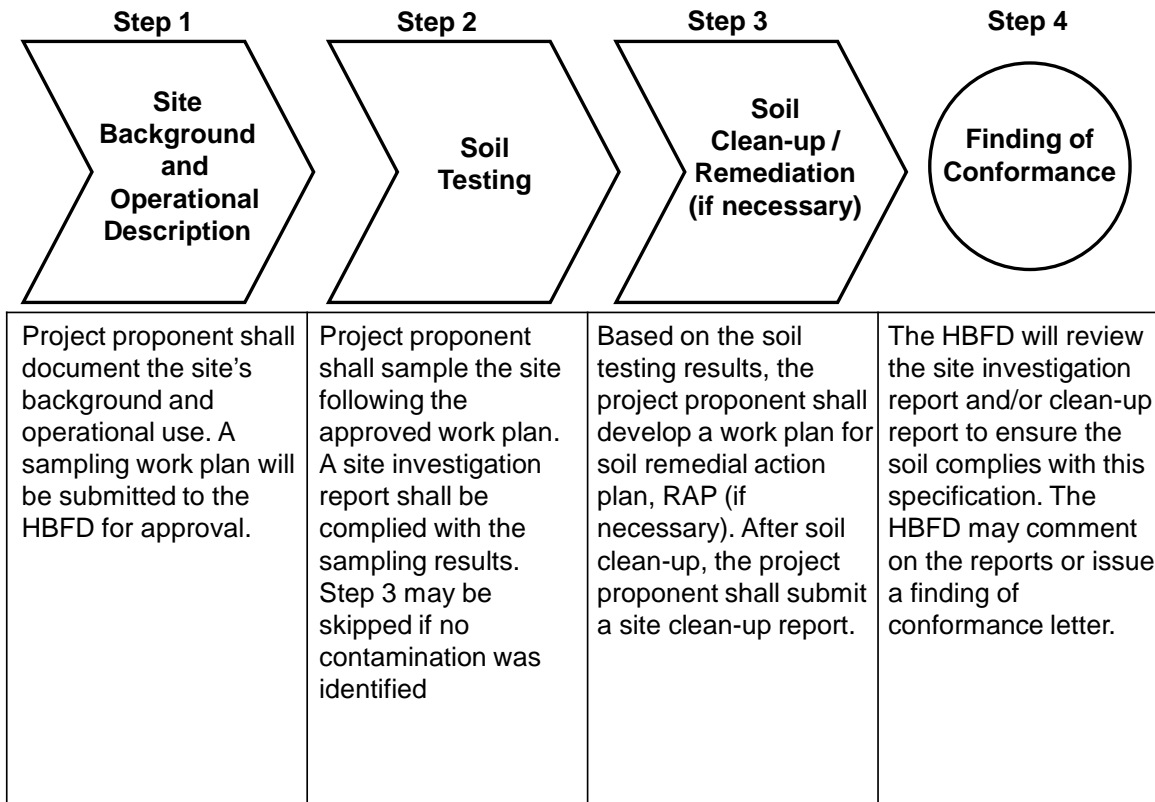 Step 1
Step 2
Step 3
Step 4
Site
Background
and
Operational
Description
Soil
Testing
Soil
Clean-up /
Remediation
(if necessary)
Finding of
Conformance
Project proponent shall
document the site’s
background and
operational use. A
sampling work plan will
be submitted to the
HBFD for approval.
Project proponent
shall sample the site
following the
approved work plan.
A site investigation
report shall be
complied with the
sampling results.
Step 3 may be
skipped if no
contamination was
identified
Based on the soil
testing results, the
project proponent shall
develop a work plan for
soil remedial action
plan, RAP (if
necessary). After soil
clean-up, the project
proponent shall submit
a site clean-up report.
The HBFD will review
the site investigation
report and/or clean-up
report to ensure the
soil complies with this
specification. The
HBFD may comment
on the reports or issue
a finding of
conformance letter.